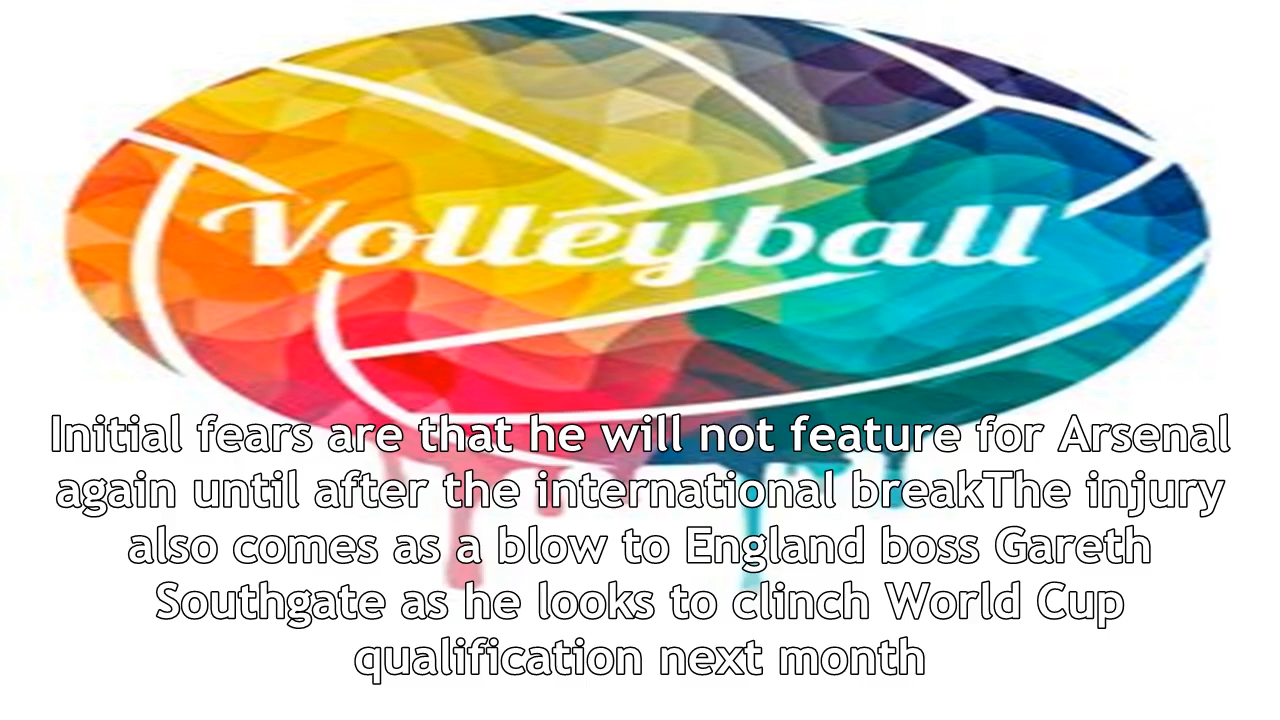 Volleyball
Initial fears are that he will not feature for Arsenal
again until after the international breakThe injury
also comes as a blow to England boss Gareth
Southgate as he looks to clinch World Cup
qualification next month